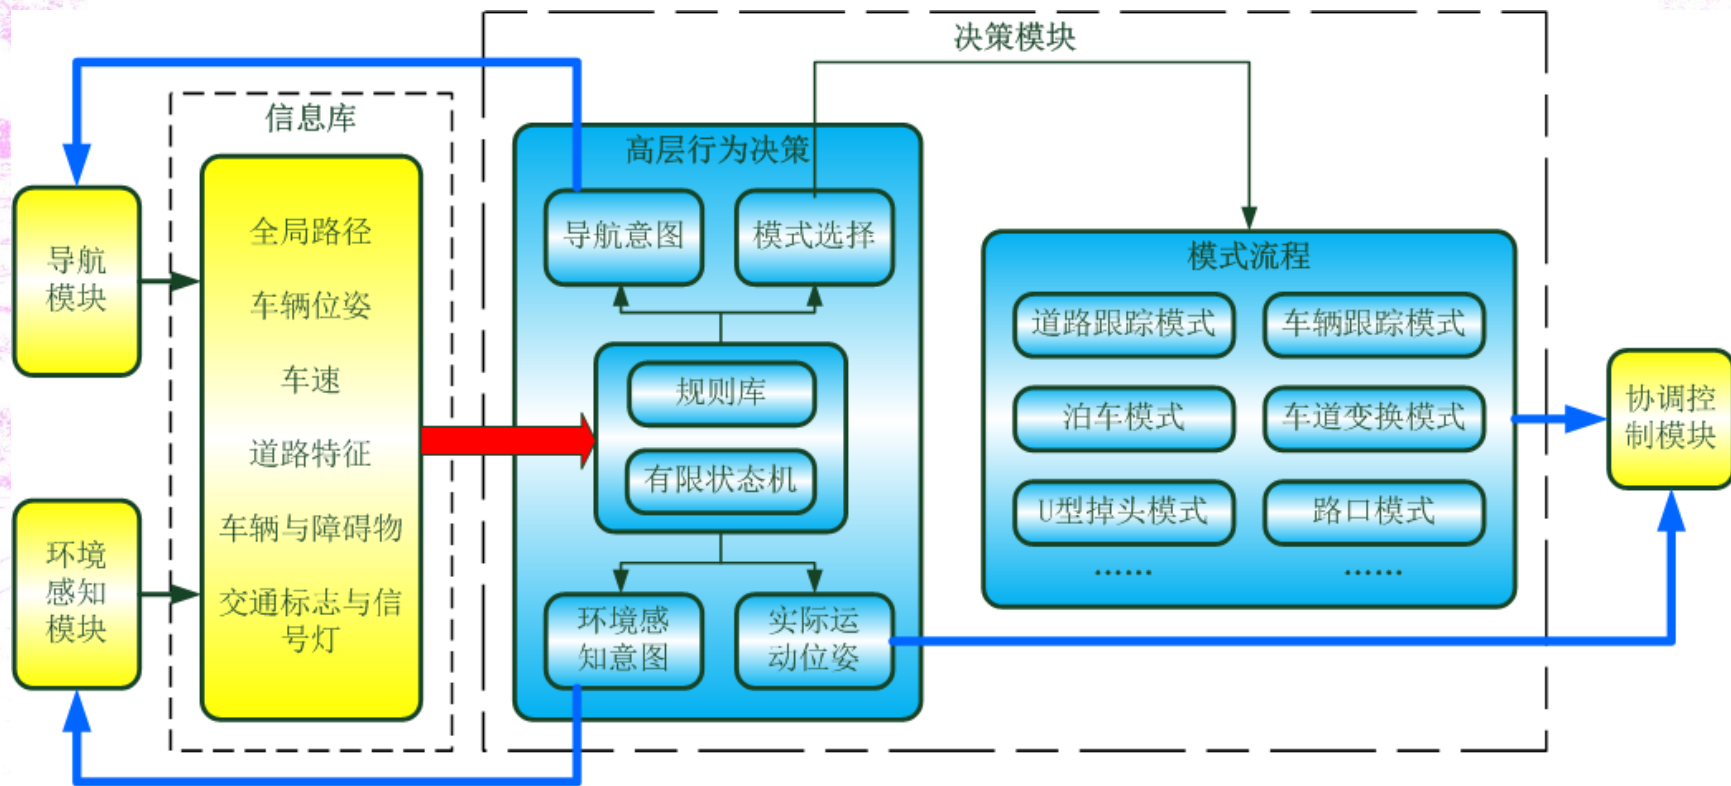 决策模块
信息库
高层行为决策
导航
模块
全局路径
车辆位姿
车速
道路特征
车辆与障碍物
交通标志与信
号灯
环境
感知
模块
导航意图
模式选择
规则库
有限状态机
环境感
知意图
实际运
动位姿
模式流程
道路跟踪模式
车辆跟踪模式
泊车模式
车道变换模式
U型掉头模式
路口模式
······
······
协调控
制模块